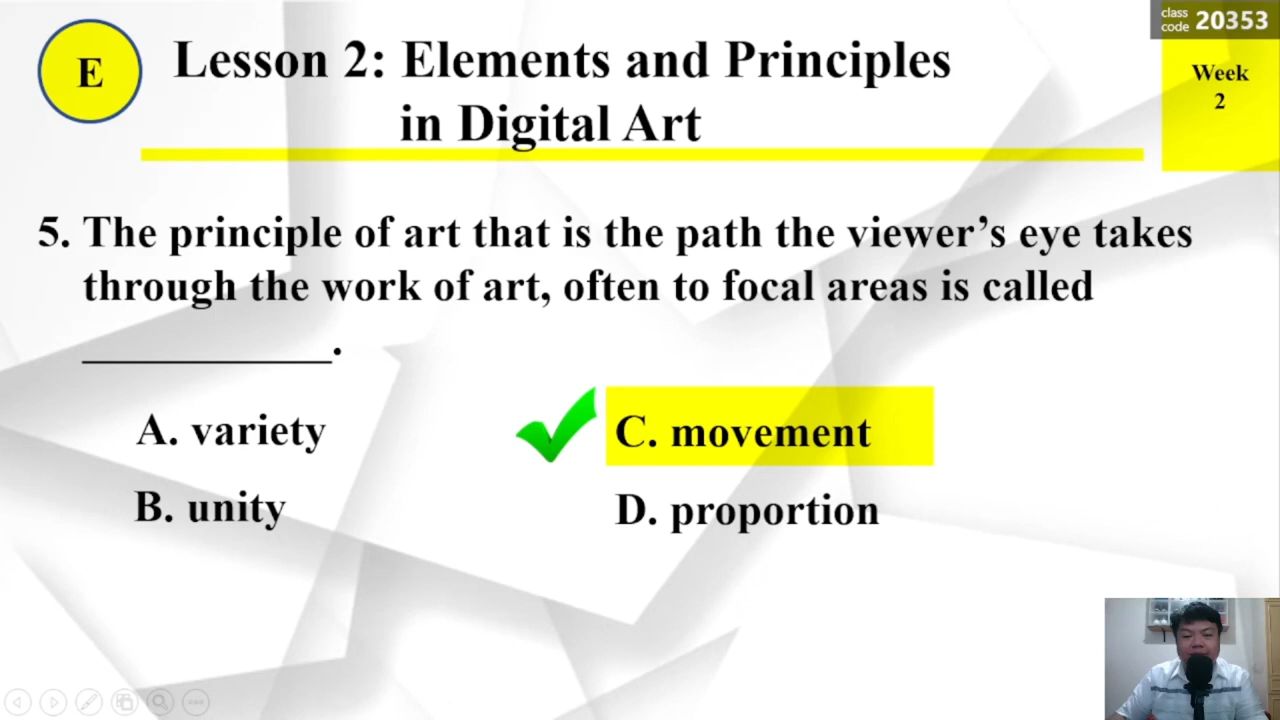 class
code 20353
E
Lesson 2: Elements and Principles
in Digital Art
Week
2
5. The principle of art that is the path the viewer’s eye takes
through the work of art, often to focal areas is called
____________.
A. variety
C. movement
B. unity
D. proportion